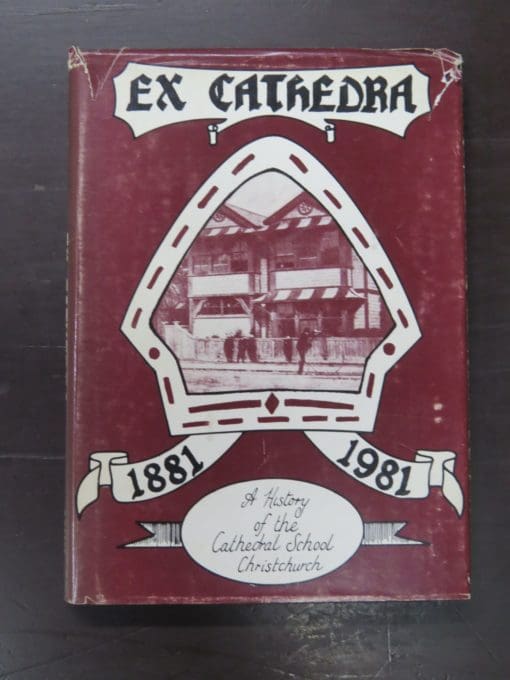 EX CATHEDRA
1881
1981
A History
of the
Cathedral School
Christchurch